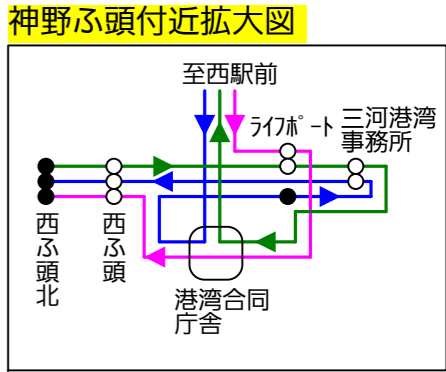 神野ふ頭付近拡大図
至西駅前
ﾗｲﾌﾎﾟｰﾄ
三河港湾
事務所
西ふ頭北
西ふ頭
港湾合同
庁舎